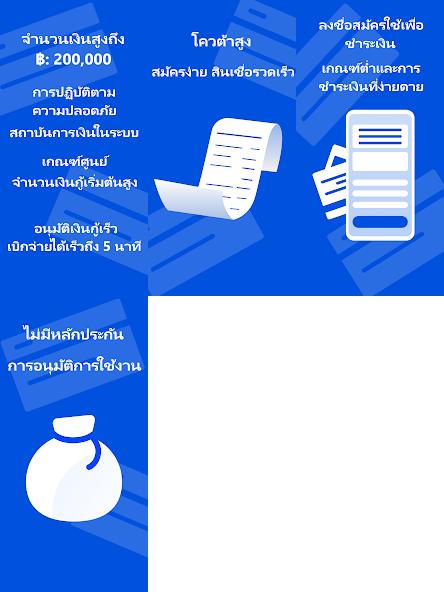 จำนวนเงินสูงถึง
฿: 200,000
การปฏิบัติตาม
ความปลอดภัย
สถาบันการเงินในระบบ
เกณฑ์ศูนย์
จำนวนเงินกู้เริ่มต้นสูง
อนุมัติเงินกู้เร็ว
เบิกจ่ายได้เร็วถึง 5 นาที
โควต้าสูง
สมัครง่าย สินเชื่อรวดเร็ว
ลงชื่อสมัครใช้เพื่อ
ชำระเงิน
เกณฑ์ต่ำและการ
ชำระเงินที่ง่ายดาย
ไม่มีหลักประกัน
การอนุมัติการใช้งาน